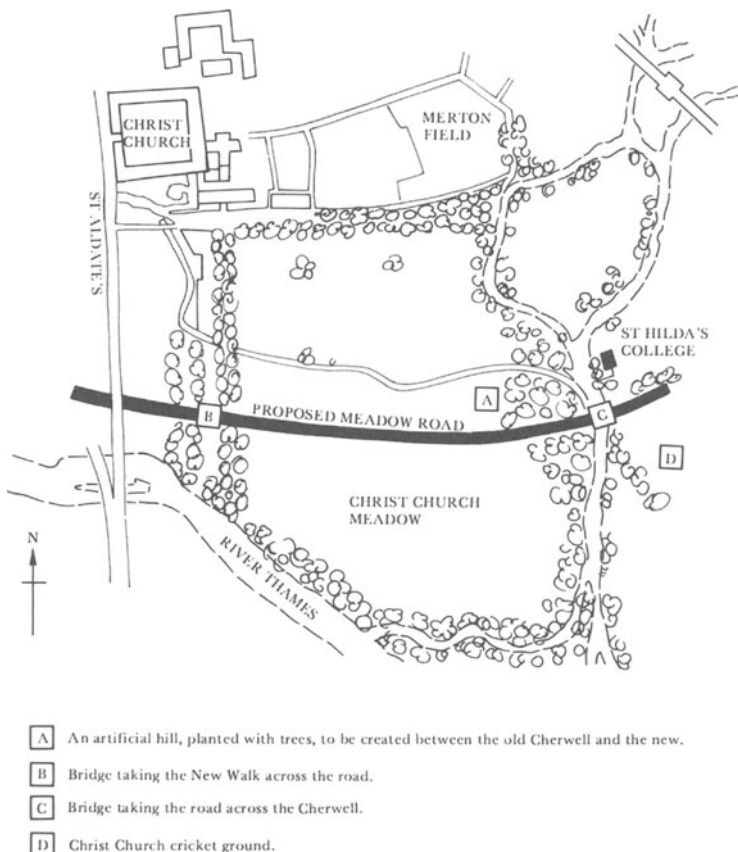 CHRIST
CHURCH
MERTON
FIELD
ST ALDATE'S
ST HILDA'S
COLLEGE
A
B
PROPOSED MEADOW ROAD
C
D
CHRIST CHURCH
MEADOW
N
RIVER THAMES
A An artificial hill, planted with trees, to be created between the old Cherwell and the new.
B Bridge taking the New Walk across the road.
C Bridge taking the road across the Cherwell.
D Christ Church cricket ground.